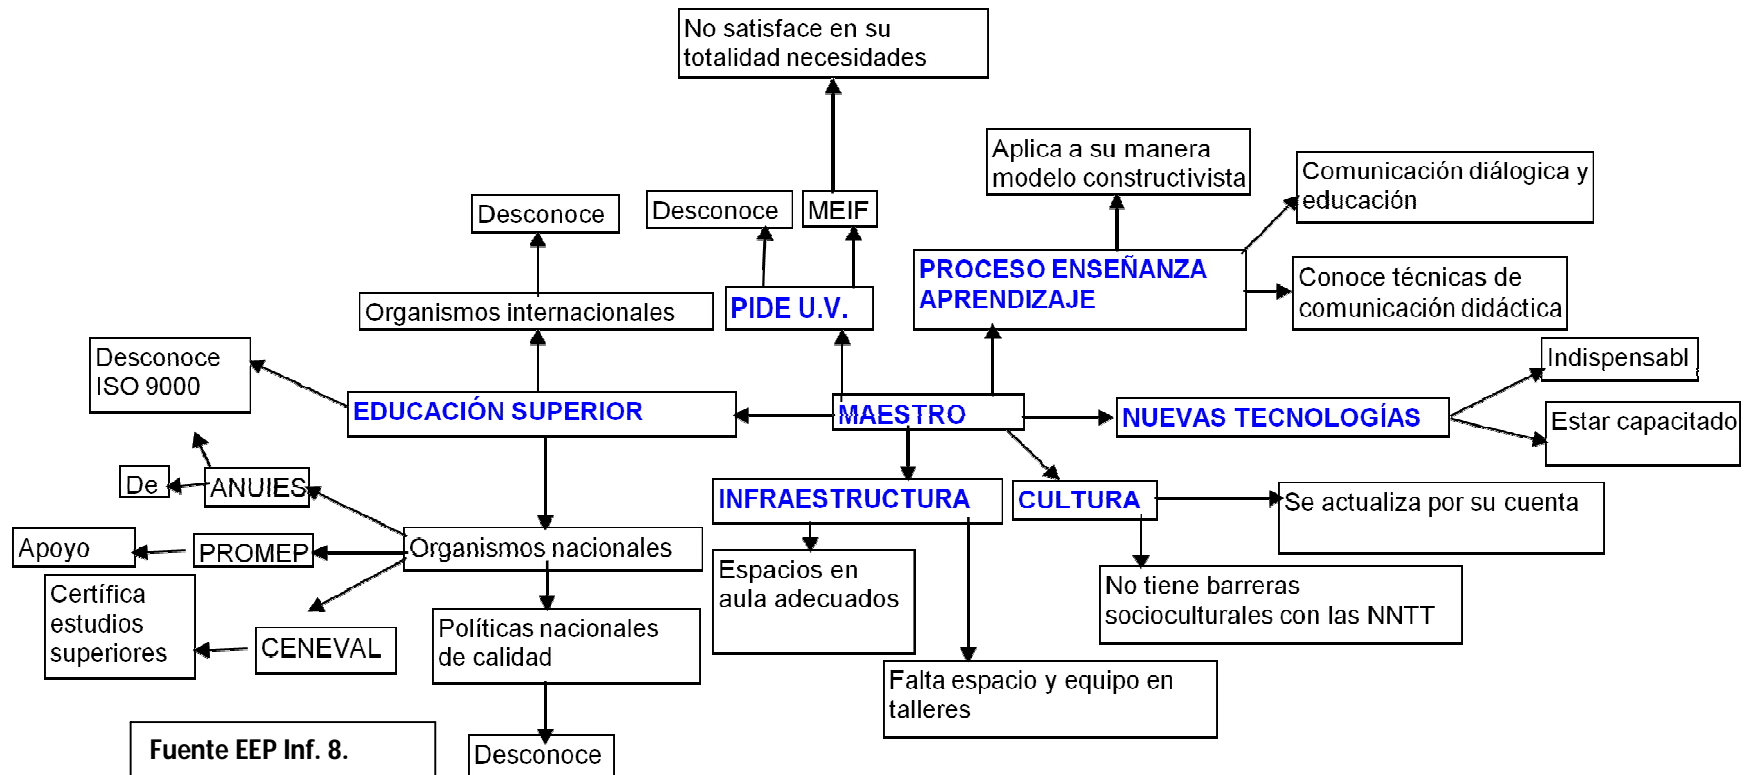 No satisface en su
totalidad necesidades
Aplica a su manera
modelo constructivista
Comunicación diálogica y
educación
Desconoce
Desconoce
MEIF
PROCESO ENSEÑANZA
APRENDIZAJE
Conoce técnicas de
comunicación didáctica
Organismos internacionales
PIDE U.V.
Desconoce
ISO 9000
Indispensabl
EDUCACIÓN SUPERIOR
MAESTRO
NUEVAS TECNOLOGÍAS
Estar capacitado
De
ANUIES
INFRAESTRUCTURA
CULTURA
Se actualiza por su cuenta
Apoyo
PROMEP
Organismos nacionales
Espacios en
aula adecuados
No tiene barreras
socioculturales con las NNTT
Certífica
estudios
superiores
CENEVAL
Políticas nacionales
de calidad
Falta espacio y equipo en
talleres
Fuente EEP Inf. 8.
Desconoce